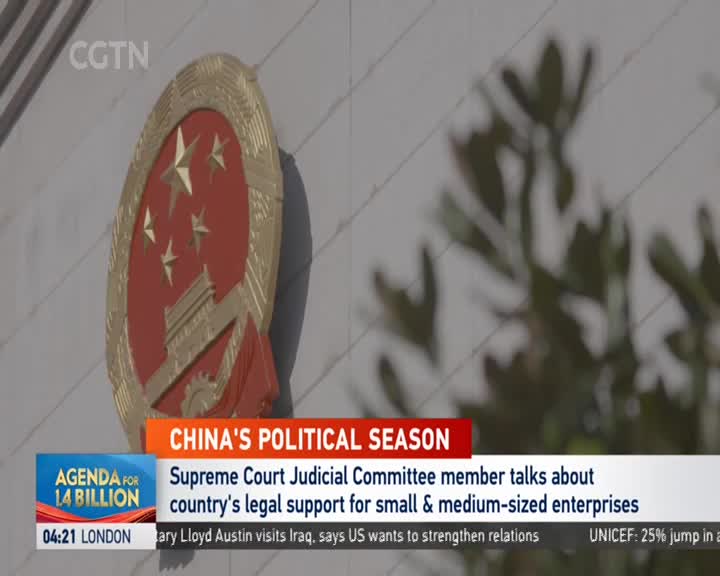 CGTN
CHINA'S POLITICAL SEASON
AGENDA FOR
1.4 BILLION
Supreme Court Judicial Committee member talks about
country's legal support for small & medium-sized enterprises
04:21 LONDON
tary Lloyd Austin visits Iraq, says US wants to strengthen relations UNICEF: 25% jump in a